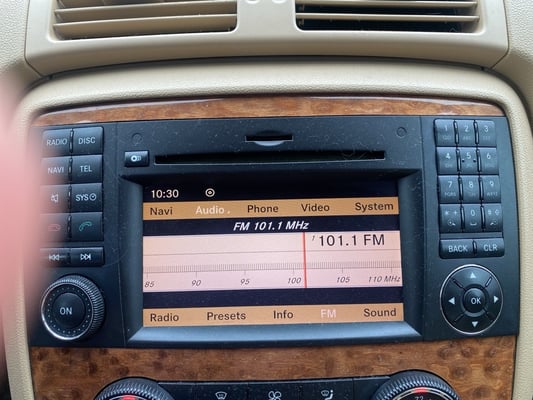 RADIO DISC
NAVI TEL
SYS
ON
10:30
Navi Audio Phone Video System
FM 101.1 MHz
101.1 FM
85 90 95 100 105 110 MHz
Radio Presets Info FM Sound
1 2 3
4 5 6
7 8 9
* 0 #
BACK CLR
OK
72